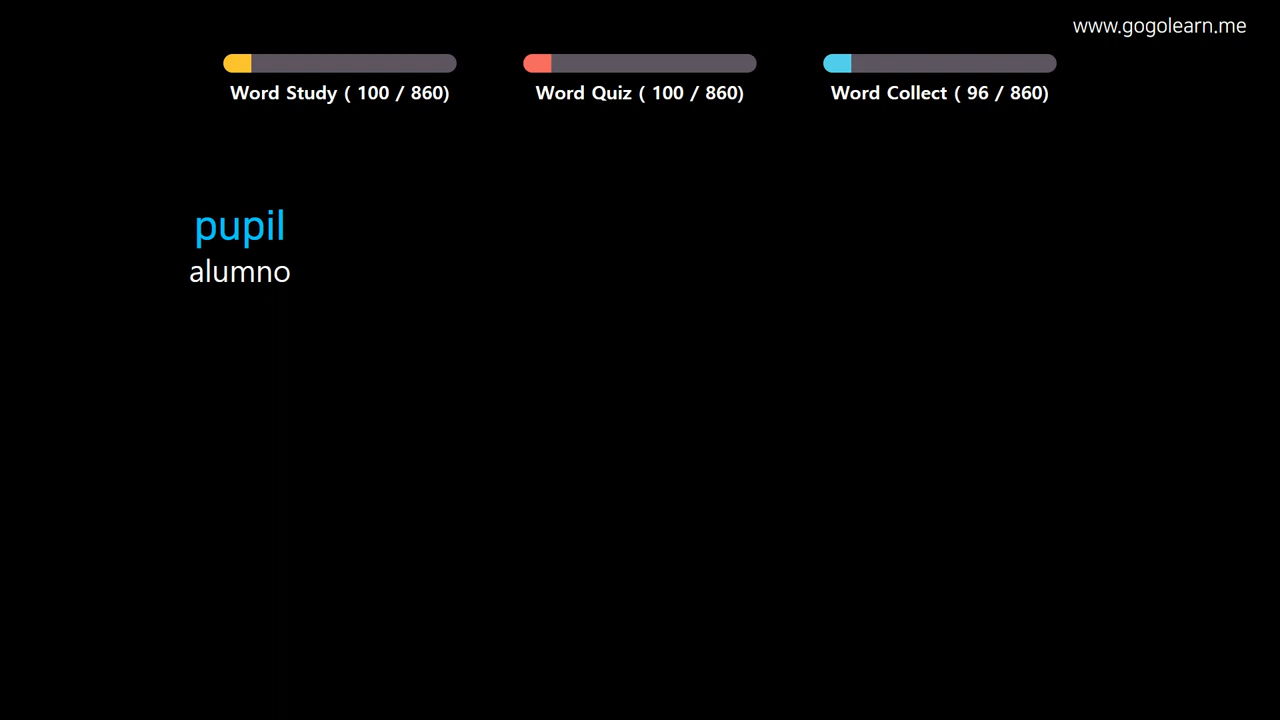 www.gogolearn.me
Word Study ( 100 / 860)
Word Quiz ( 100 / 860)
Word Collect ( 96 / 860)
pupil
alumno